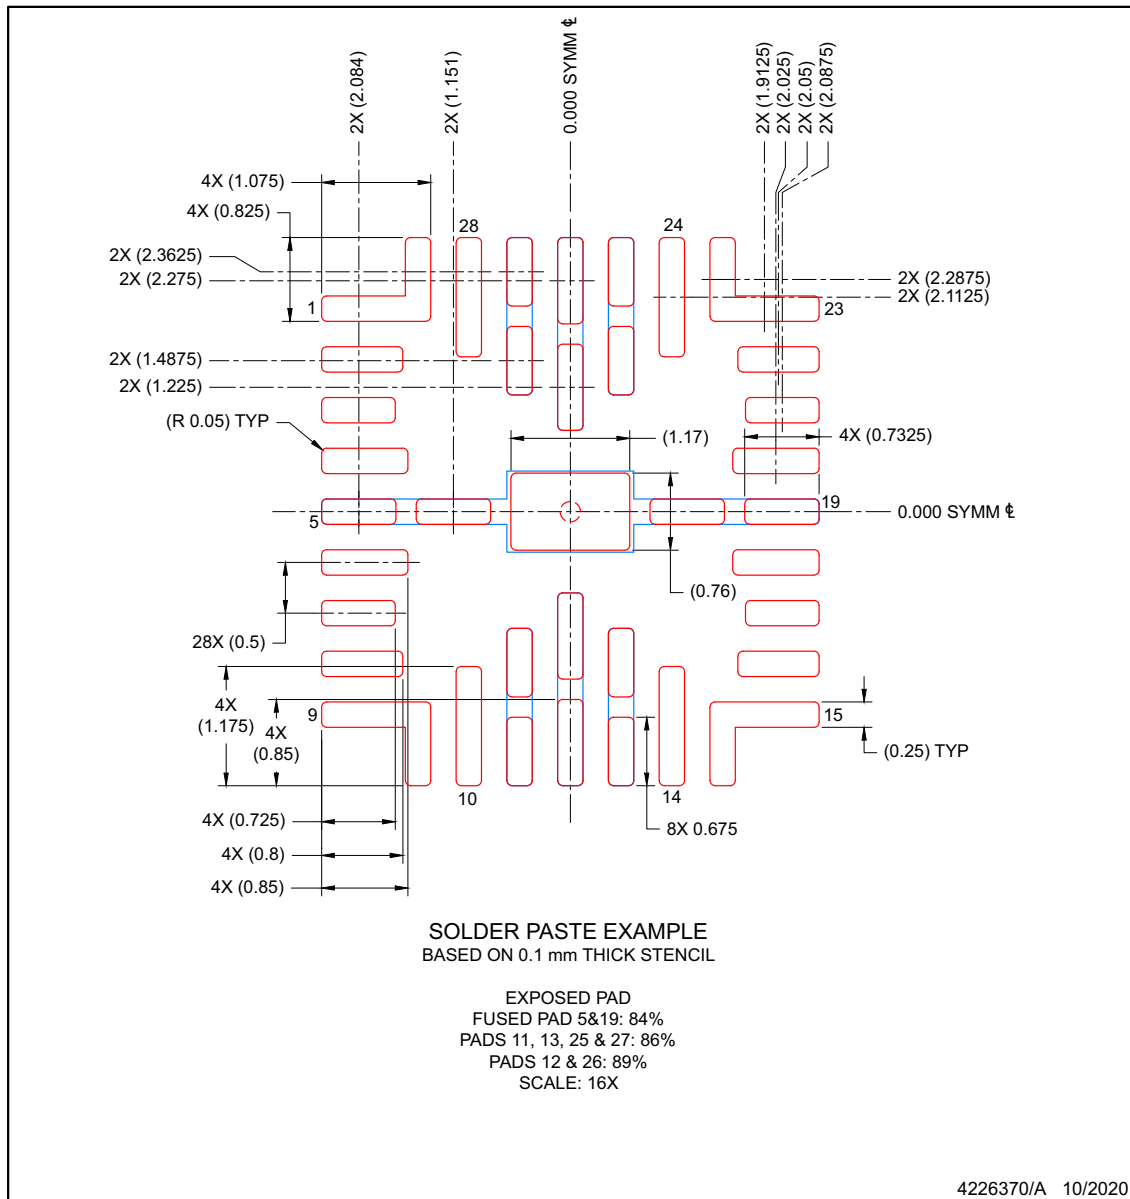 2X (2.084)
2X (1.151)
0.000 SYMM ℄
2X (1.9125)
2X (2.025)
2X (2.05)
2X (2.0875)
4X (1.075)
4X (0.825)
28
24
2X (2.3625)
2X (2.275)
2X (2.2875)
2X (2.1125)
1
23
2X (1.4875)
2X (1.225)
(R 0.05) TYP
(1.17)
4X (0.7325)
5
19
0.000 SYMM ℄
(0.76)
28X (0.5)
4X
(1.175)
9
4X
(0.85)
15
(0.25) TYP
10
14
4X (0.725)
8X 0.675
4X (0.8)
4X (0.85)
SOLDER PASTE EXAMPLE
BASED ON 0.1 mm THICK STENCIL
EXPOSED PAD
FUSED PAD 5&19: 84%
PADS 11, 13, 25 & 27: 86%
PADS 12 & 26: 89%
SCALE: 16X
4226370/A 10/2020